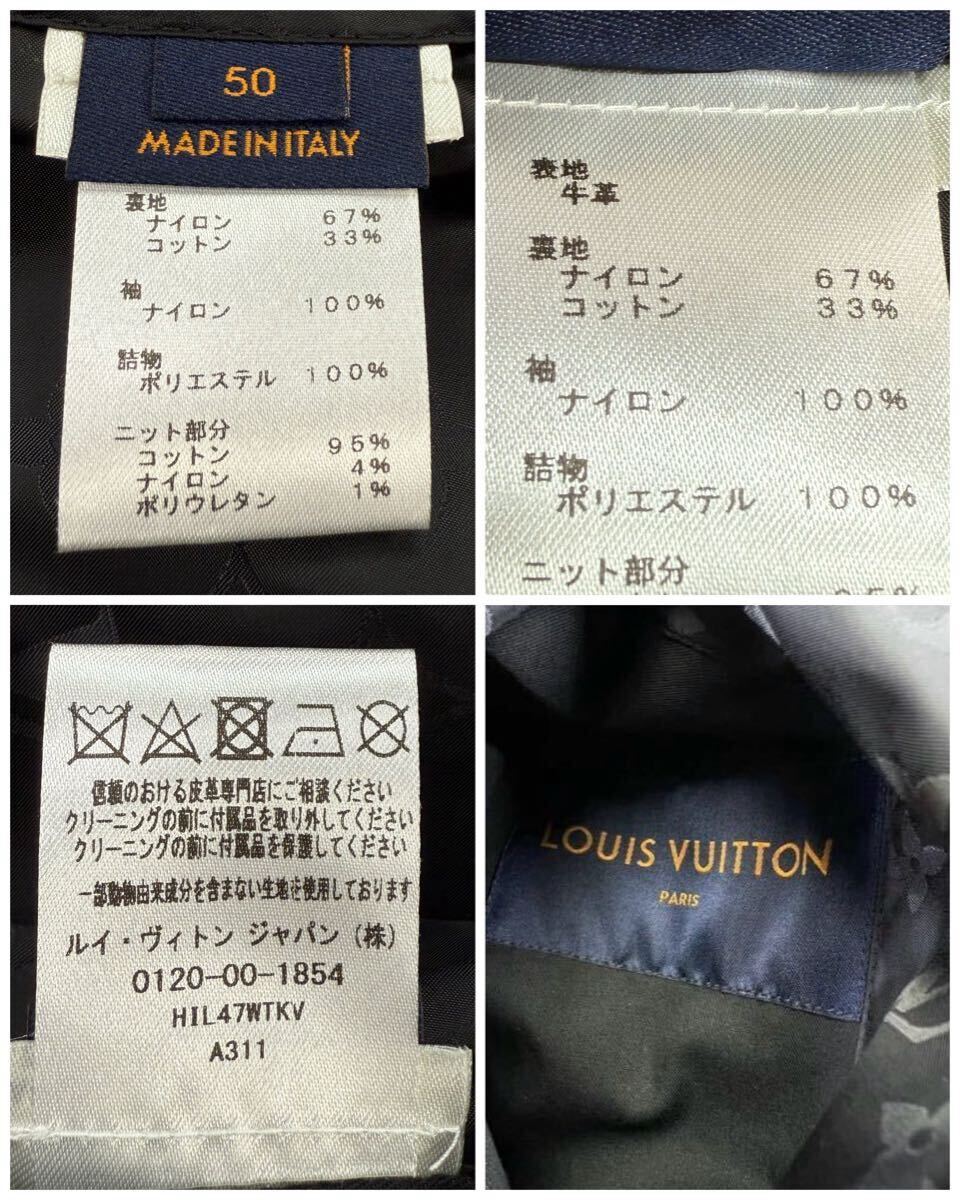 50
MADE IN ITALY
裏地
ナイロン 67%
コットン 33%
袖
ナイロン 100%
詰物
ポリエステル 100%
ニット部分
コットン 95%
ナイロン 4%
ポリウレタン 1%
表地
牛革
裏地
ナイロン 67%
コットン 33%
袖
ナイロン 100%
詰物
ポリエステル 100%
ニット部分
信頼のおける皮革専門店にご相談ください
クリーニングの前に付属品を取り外してください
クリーニングの前に付属品を保護してください
一部動物由来成分を含まない生地を使用しております
ルイ・ヴィトン ジャパン (株)
0120-00-1854
HIL47WTKV
A311
LOUIS VUITTON
PARIS